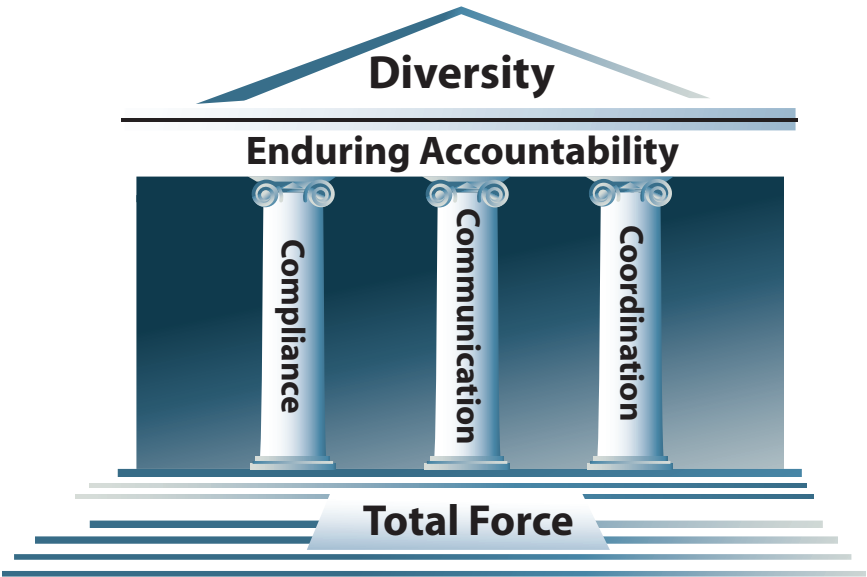 Diversity
Enduring Accountability
Compliance
Communication
Coordination
Total Force